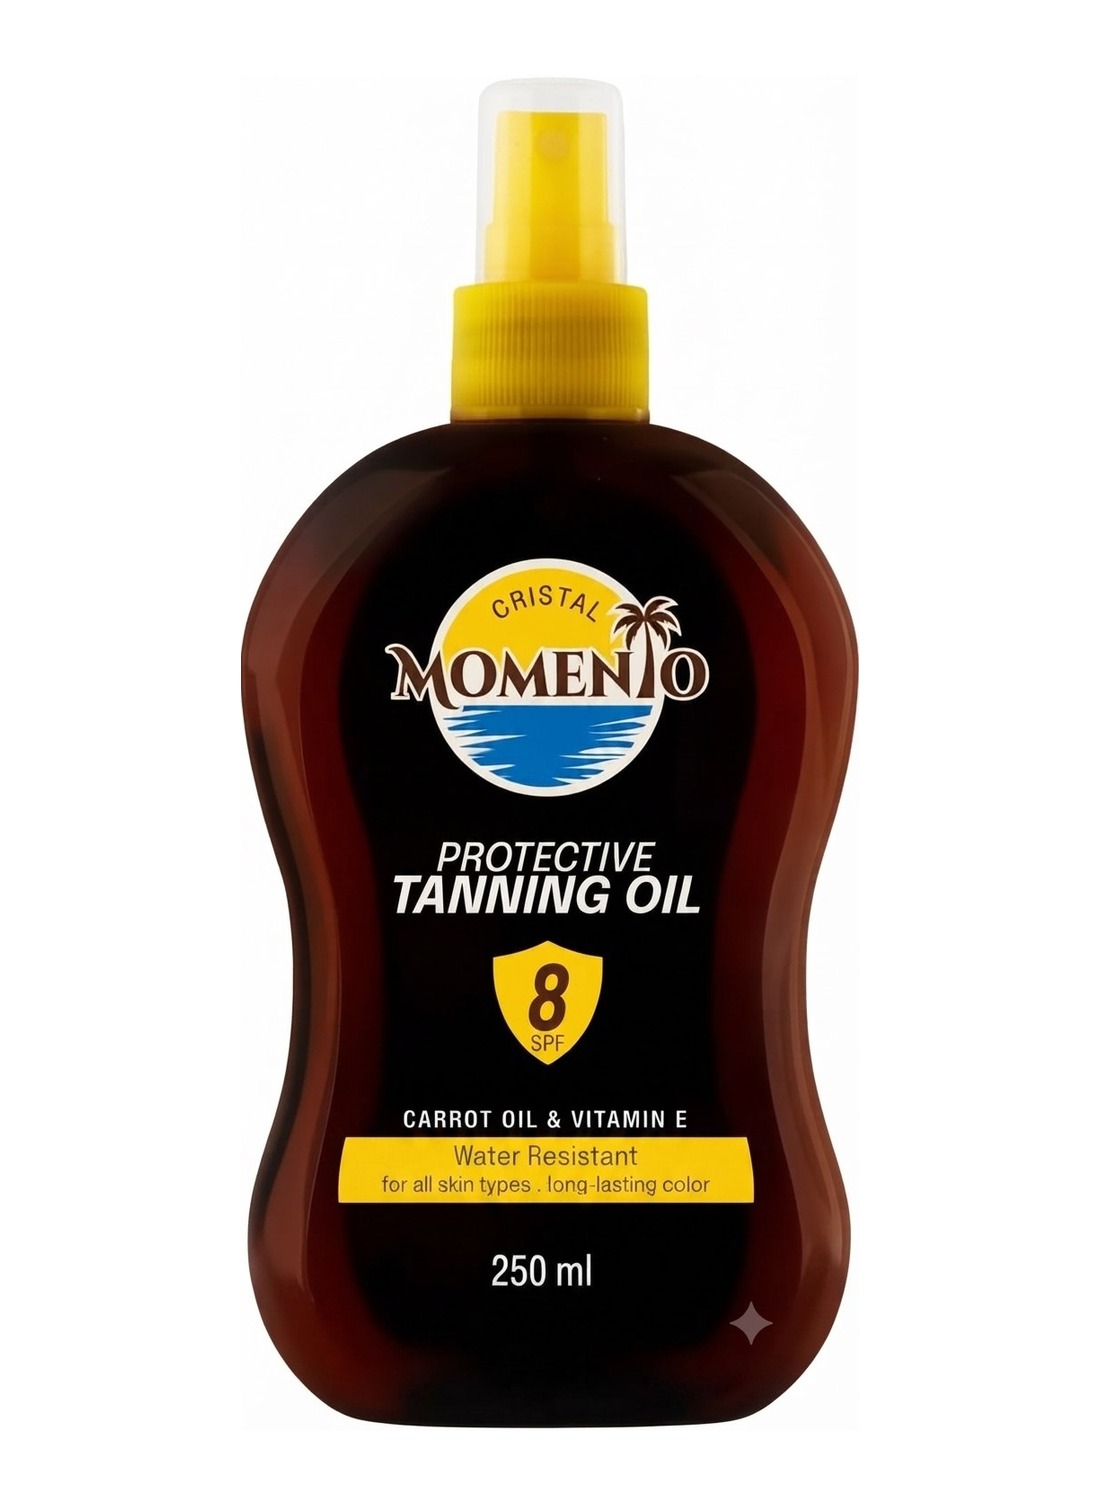 CRISTAL
MOMENTO
PROTECTIVE
TANNING OIL
8
SPF
CARROT OIL & VITAMIN E
Water Resistant
for all skin types . long-lasting color
250 ml